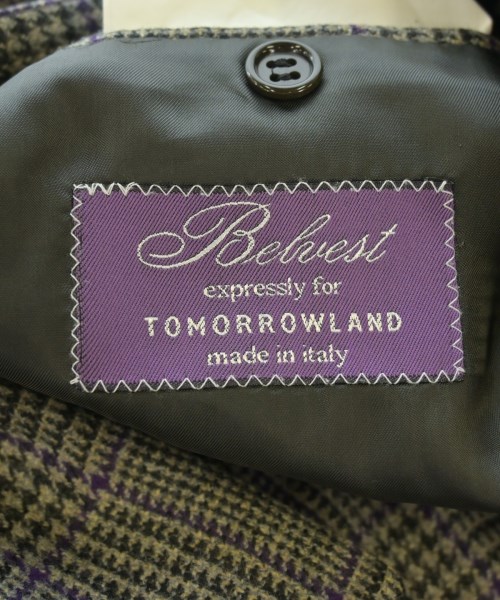 Belvest
expressly for
TOMORROWLAND
made in italy